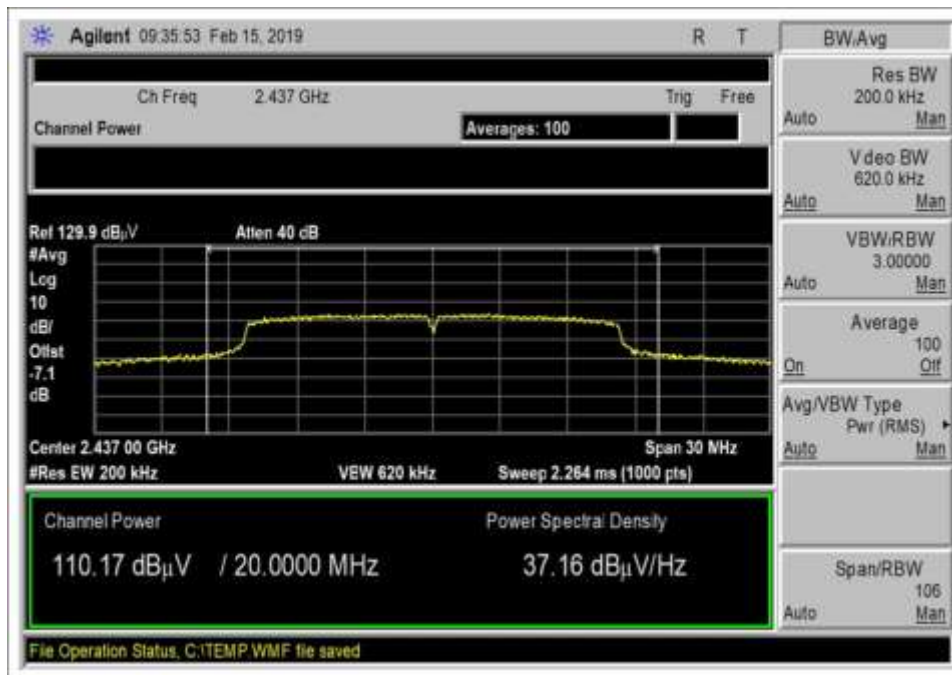 Agilent 09:35:53 Feb 15, 2019 R T
Ch Freq 2.437 GHz Trig Free
Channel Power Averages: 100
Ref 129.9 dBµV Atten 40 dB
#Avg
Log
10
dB/
Offst
-7.1
dB
Center 2.437 00 GHz Span 30 MHz
#Res BW 200 kHz VBW 620 kHz Sweep 2.264 ms (1000 pts)
Channel Power Power Spectral Density
110.17 dBµV / 20.0000 MHz 37.16 dBµV/Hz
File Operation Status, C:\TEMP.WMF file saved
BW/Avg
Res BW
200.0 kHz
Auto Man
Video BW
620.0 kHz
Auto Man
VBW/RBW
3.00000
Auto Man
Average
100
On Off
Avg/VBW Type
Pwr (RMS)
Auto Man
Span/RBW
106
Auto Man